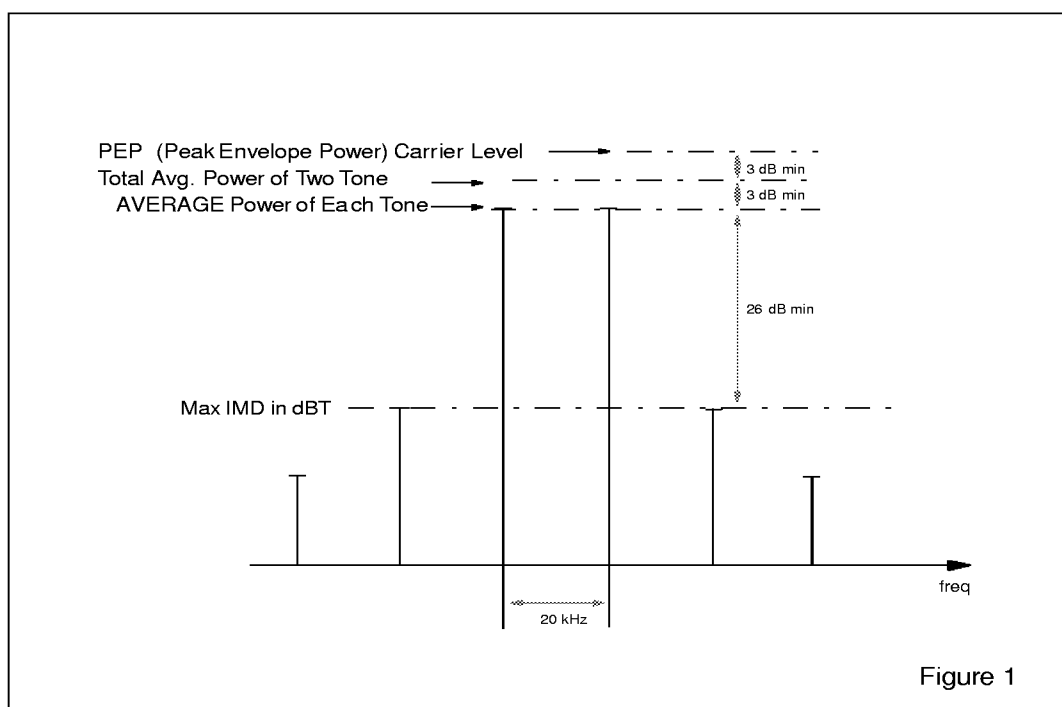 PEP (Peak Envelope Power) Carrier Level
3 dB min
Total Avg. Power of Two Tone
3 dB min
AVERAGE Power of Each Tone
26 dB min
Max IMD in dBT
freq
20 kHz
Figure 1